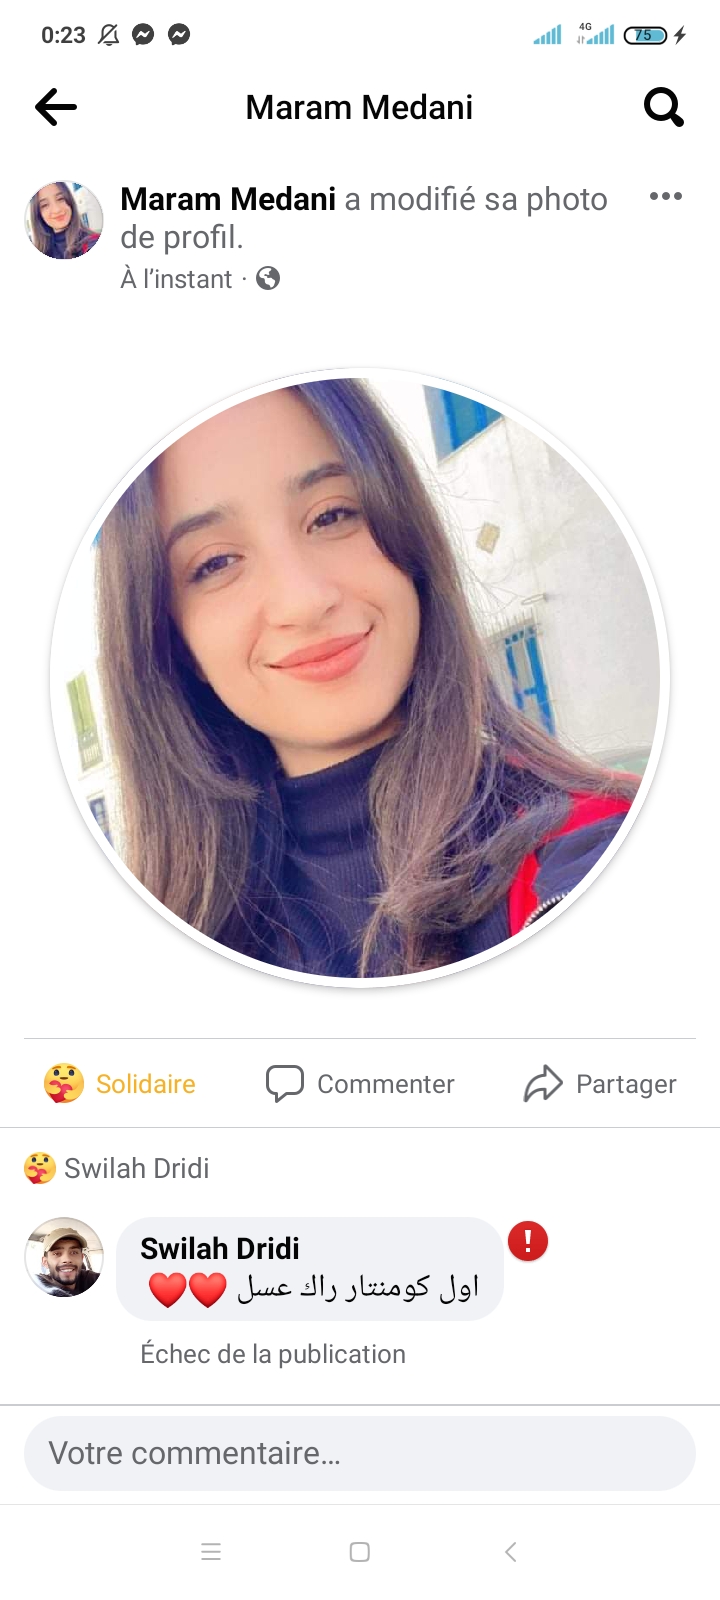 0:23
4G
75
Maram Medani
Maram Medani a modifié sa photo
de profil.
À l’instant ·
Solidaire
Commenter
Partager
Swilah Dridi
Swilah Dridi
اول كومنتار راك عسل ❤️❤️
Échec de la publication
Votre commentaire...